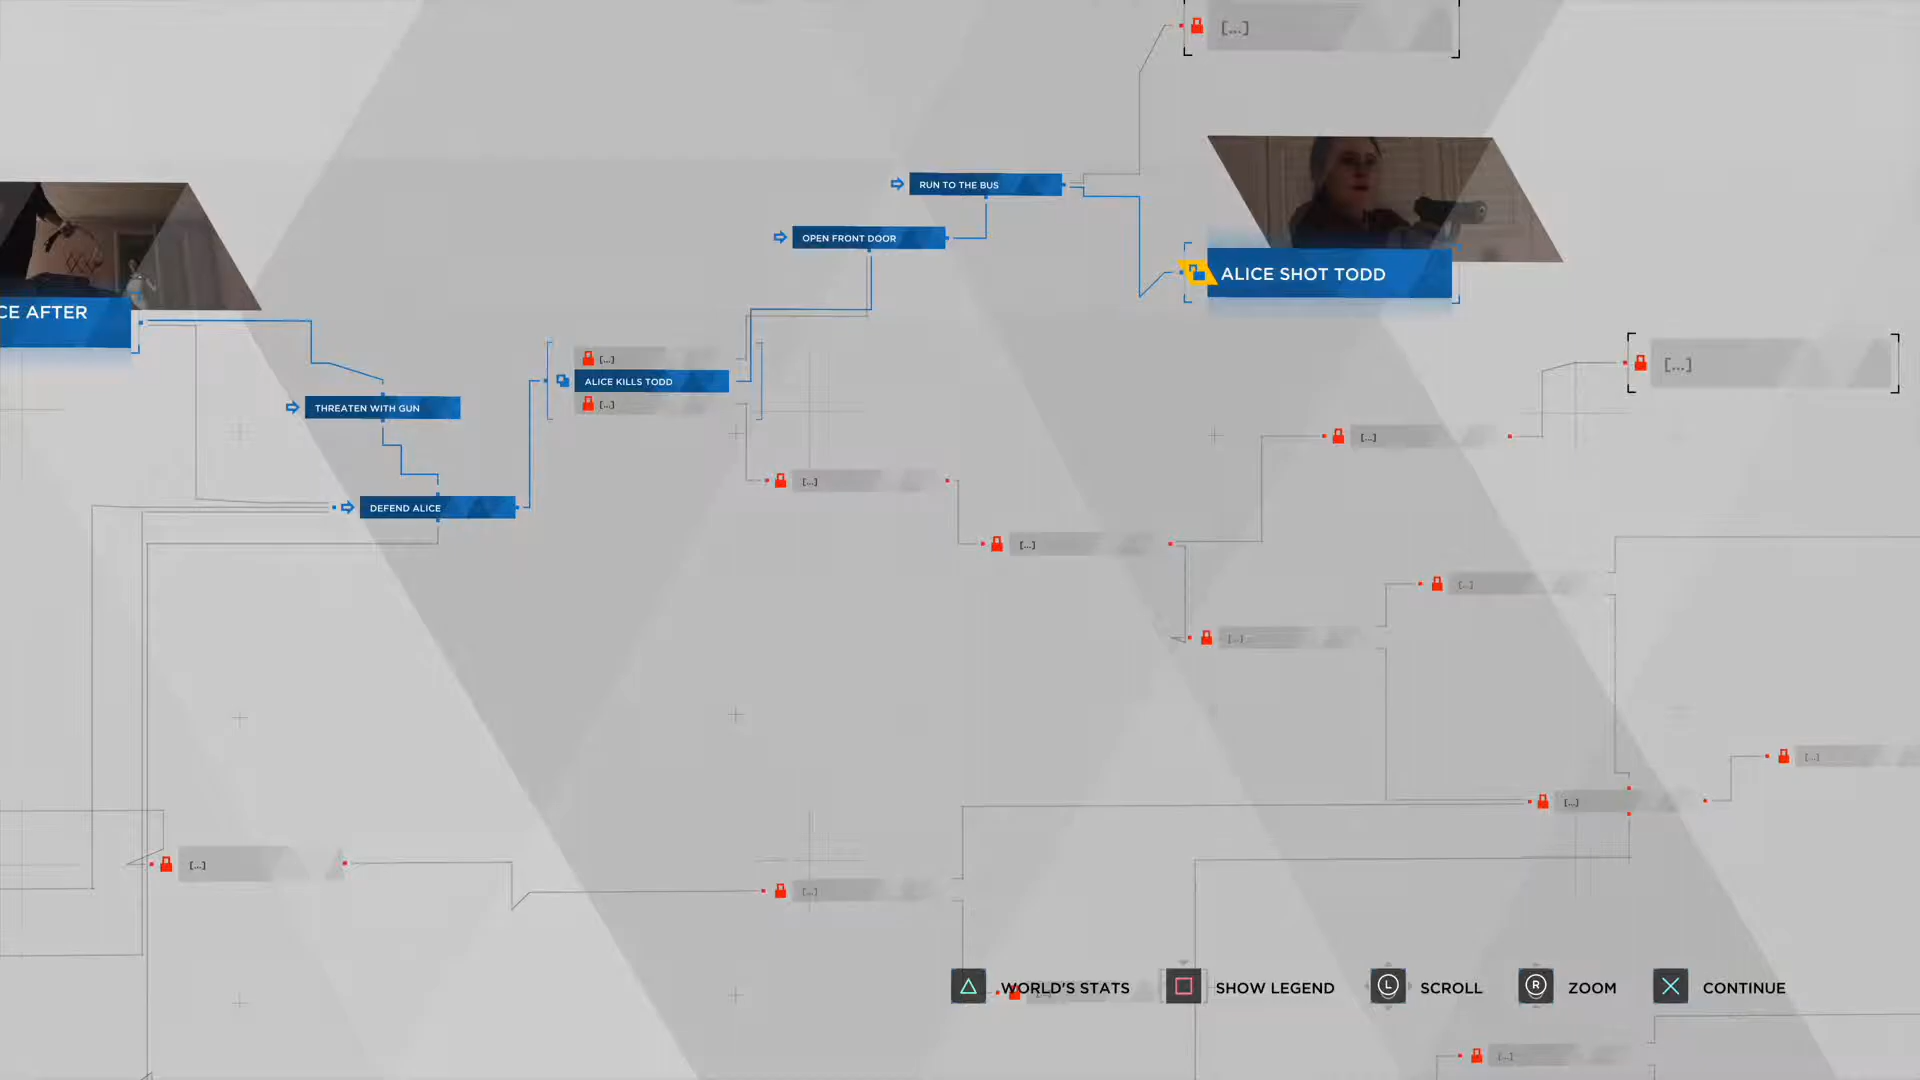 [...]
RUN TO THE BUS
OPEN FRONT DOOR
ALICE SHOT TODD
CE AFTER
[...]
ALICE KILLS TODD
[...]
[...]
THREATEN WITH GUN
[...]
[...]
DEFEND ALICE
[...]
[...]
[...]
[...]
[...]
[...]
[...]
WORLD'S STATS
[...]
SHOW LEGEND
L
SCROLL
R
ZOOM
CONTINUE
[...]